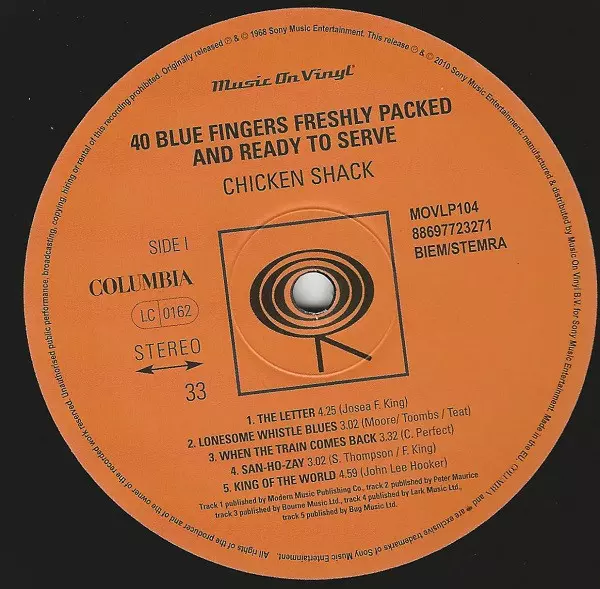 Unauthorised public performance, broadcasting, copying, hiring or rental of this recording prohibited. Originally released ℗ & © 1968 Sony Music Entertainment. This release ℗ & © 2010 Sony Music Entertainment: manufactured & distributed by Music On Vinyl B.V. for Sony Music Entertainment. Made in the EU. COLUMBIA and
are exclusive trademarks of Sony Music Entertainment.
All rights of the producer and of the owner of the recorded work reserved.
Music On Vinyl
40 BLUE FINGERS FRESHLY PACKED
AND READY TO SERVE
CHICKEN SHACK
SIDE I
COLUMBIA
LC 0162
STEREO
33
MOVLP104
88697723271
BIEM/STEMRA
1. THE LETTER 4.25 (Josea F. King)
2. LONESOME WHISTLE BLUES 3.02 (Moore/ Toombs / Teat)
3. WHEN THE TRAIN COMES BACK 3.32 (C. Perfect)
4. SAN-HO-ZAY 3.02 (S. Thompson / F. King)
5. KING OF THE WORLD 4.59 (John Lee Hooker)
Track 1 published by Modern Music Publishing Co., track 2 published by Peter Maurice
track 3 published by Bourne Music Ltd., track 4 published by Lark Music Ltd.,
track 5 published by Bug Music Ltd.